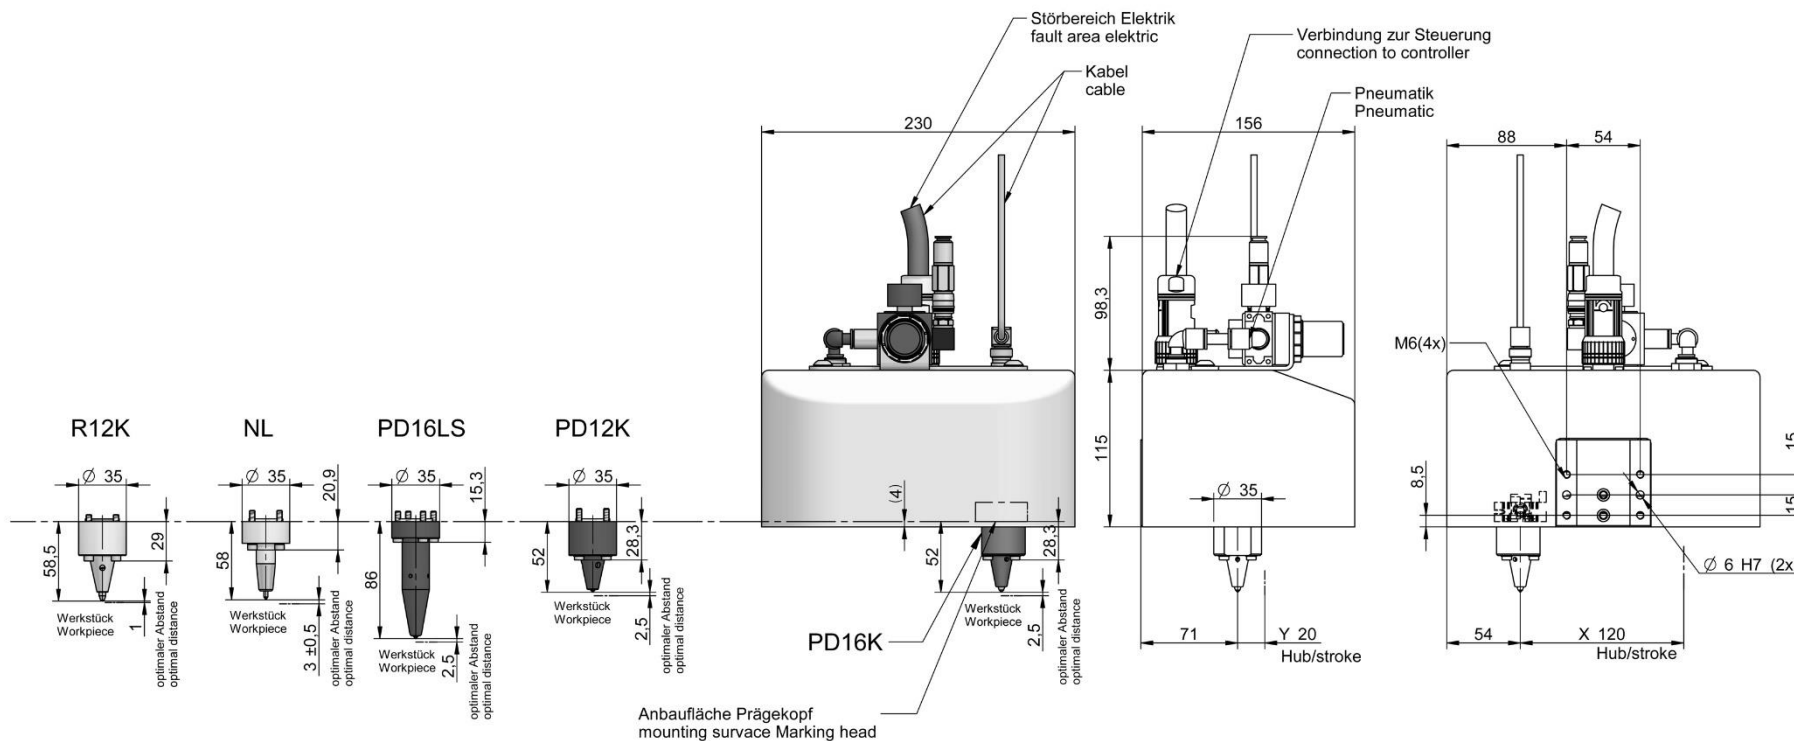 Störbereich Elektrik
fault area elektric
Kabel
cable
Verbindung zur Steuerung
connection to controller
Pneumatik
Pneumatic
230
156
88
54
98,3
115
M6(4x)
15
8,5
15
Ø 6 H7 (2x
R12K
Ø 35
58,5
29
Werkstück
Workpiece
1
optimaler Abstand
optimal distance
NL
Ø 35
20,9
58
Werkstück
Workpiece
3 ±0,5
optimaler Abstand
optimal distance
PD16LS
Ø 35
15,3
86
Werkstück
Workpiece
2,5
optimaler Abstand
optimal distance
PD12K
Ø 35
52
28,3
Werkstück
Workpiece
2,5
optimaler Abstand
optimal distance
(4)
52
28,3
Werkstück
Workpiece
2,5
optimaler Abstand
optimal distance
PD16K
Anbaufläche Prägekopf
mounting survace Marking head
Ø 35
71
Y 20
Hub/stroke
54
X 120
Hub/stroke